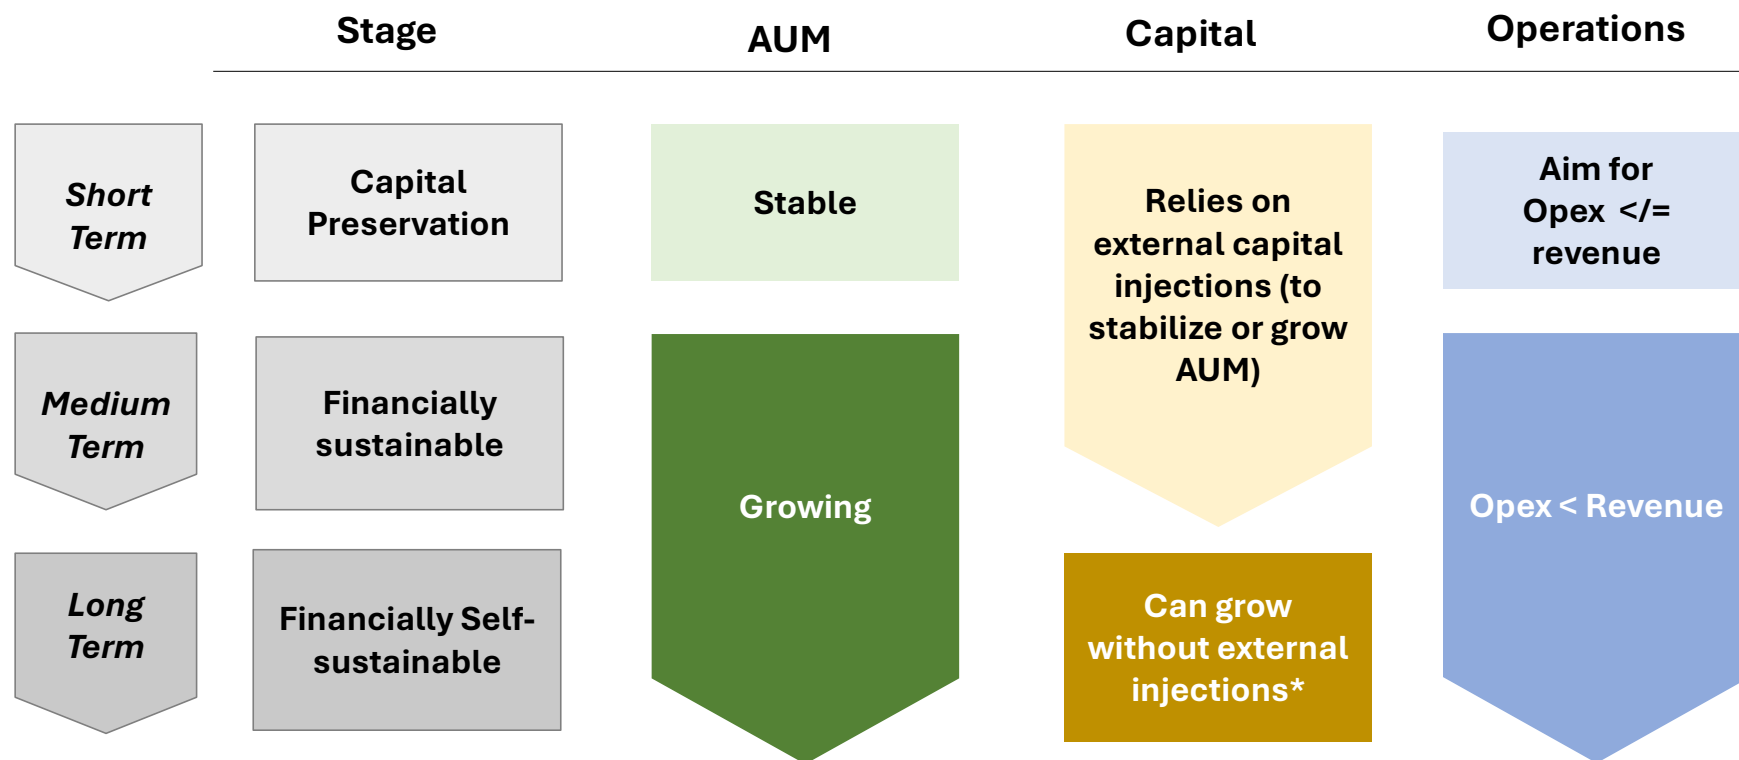 Stage
AUM
Capital
Operations
Short
Term
Capital
Preservation
Stable
Relies on
external capital
injections (to
stabilize or grow
AUM)
Aim for
Opex </=
revenue
Medium
Term
Financially
sustainable
Growing
Opex < Revenue
Long
Term
Financially Self-
sustainable
Can grow
without external
injections*